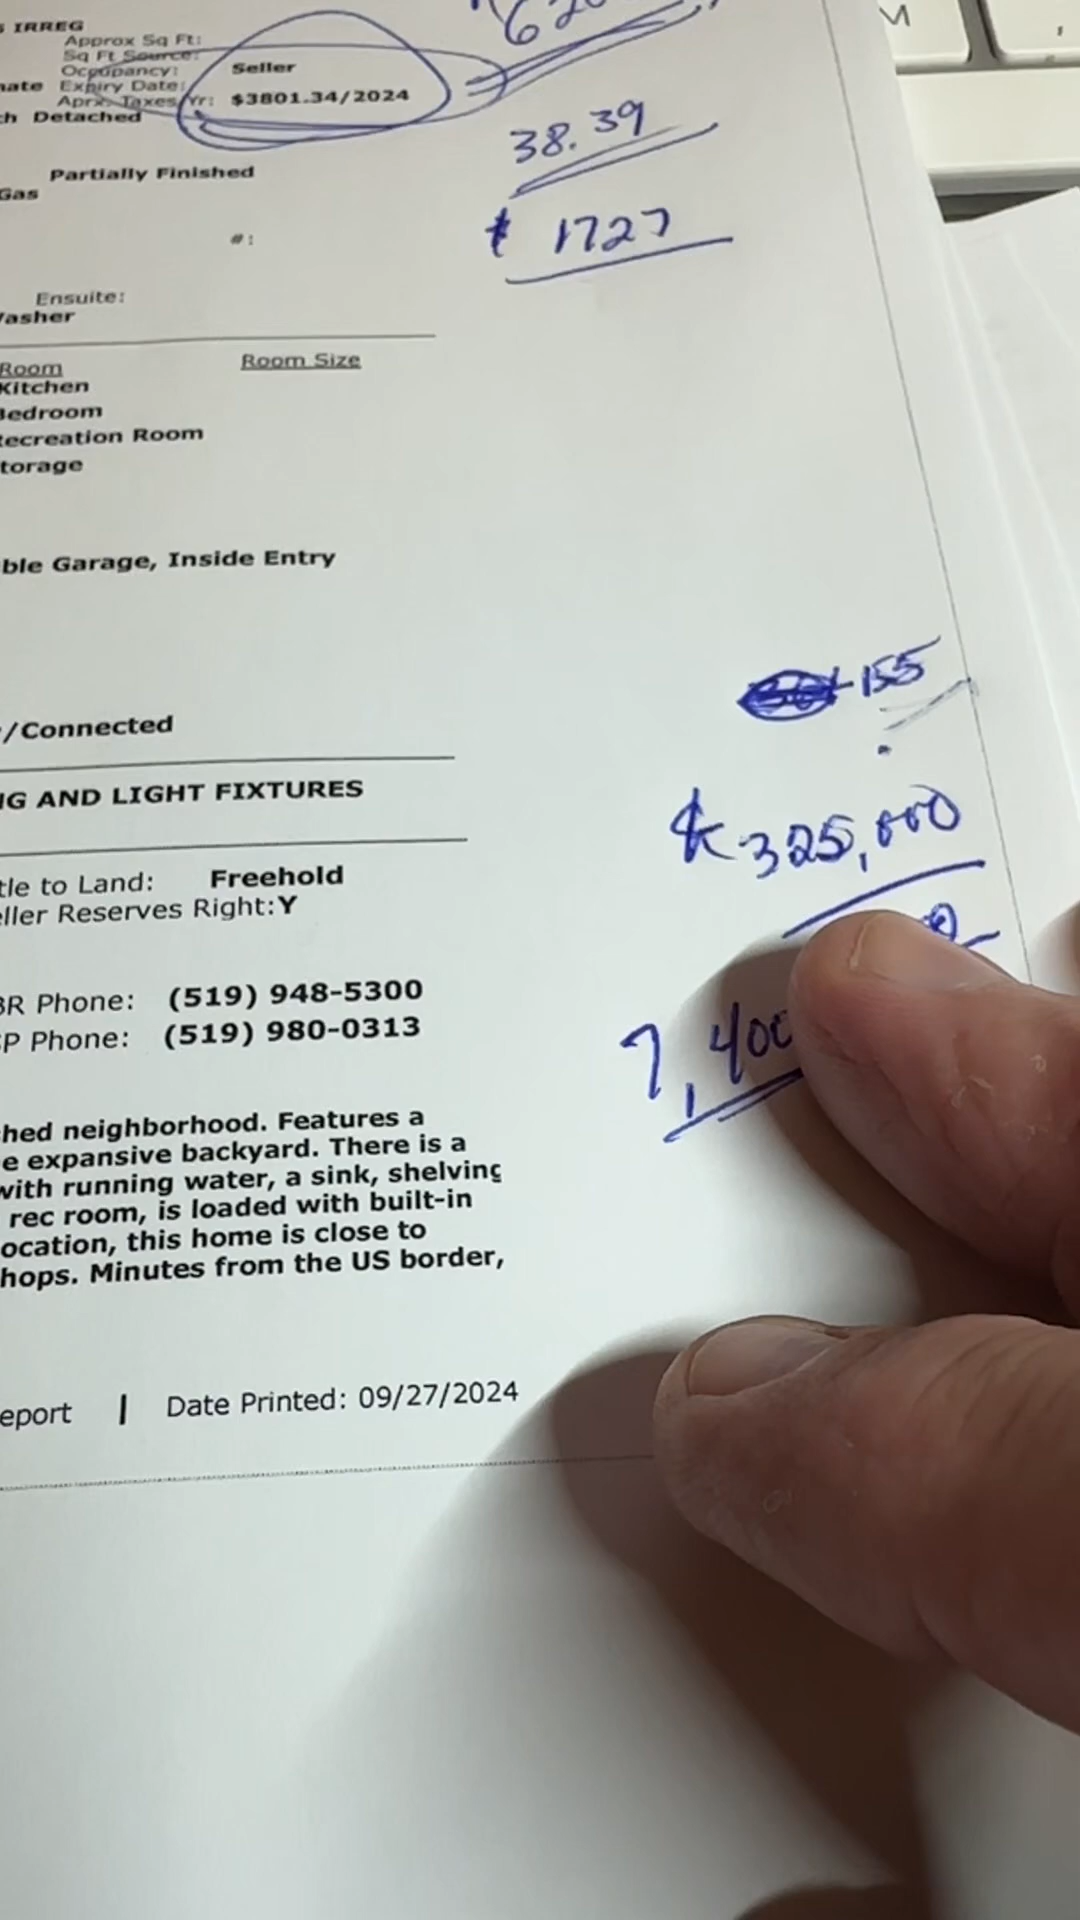 IRREG
Approx Sq Ft:
Sq Ft Source:
Occupancy: Seller
Expiry Date:
Aprx Taxes/Yr: $3801.34/2024
Detached
38.39
Partially Finished
Gas
$ 1727
#:
Ensuite:
Washer
Room Room Size
Kitchen
Bedroom
Recreation Room
Storage
ble Garage, Inside Entry
155
/Connected
NG AND LIGHT FIXTURES
$ 325,000
tle to Land: Freehold
eller Reserves Right:Y
BR Phone: (519) 948-5300
SP Phone: (519) 980-0313
7,400
hed neighborhood. Features a
e expansive backyard. There is a
with running water, a sink, shelving
rec room, is loaded with built-in
ocation, this home is close to
hops. Minutes from the US border,
eport | Date Printed: 09/27/2024